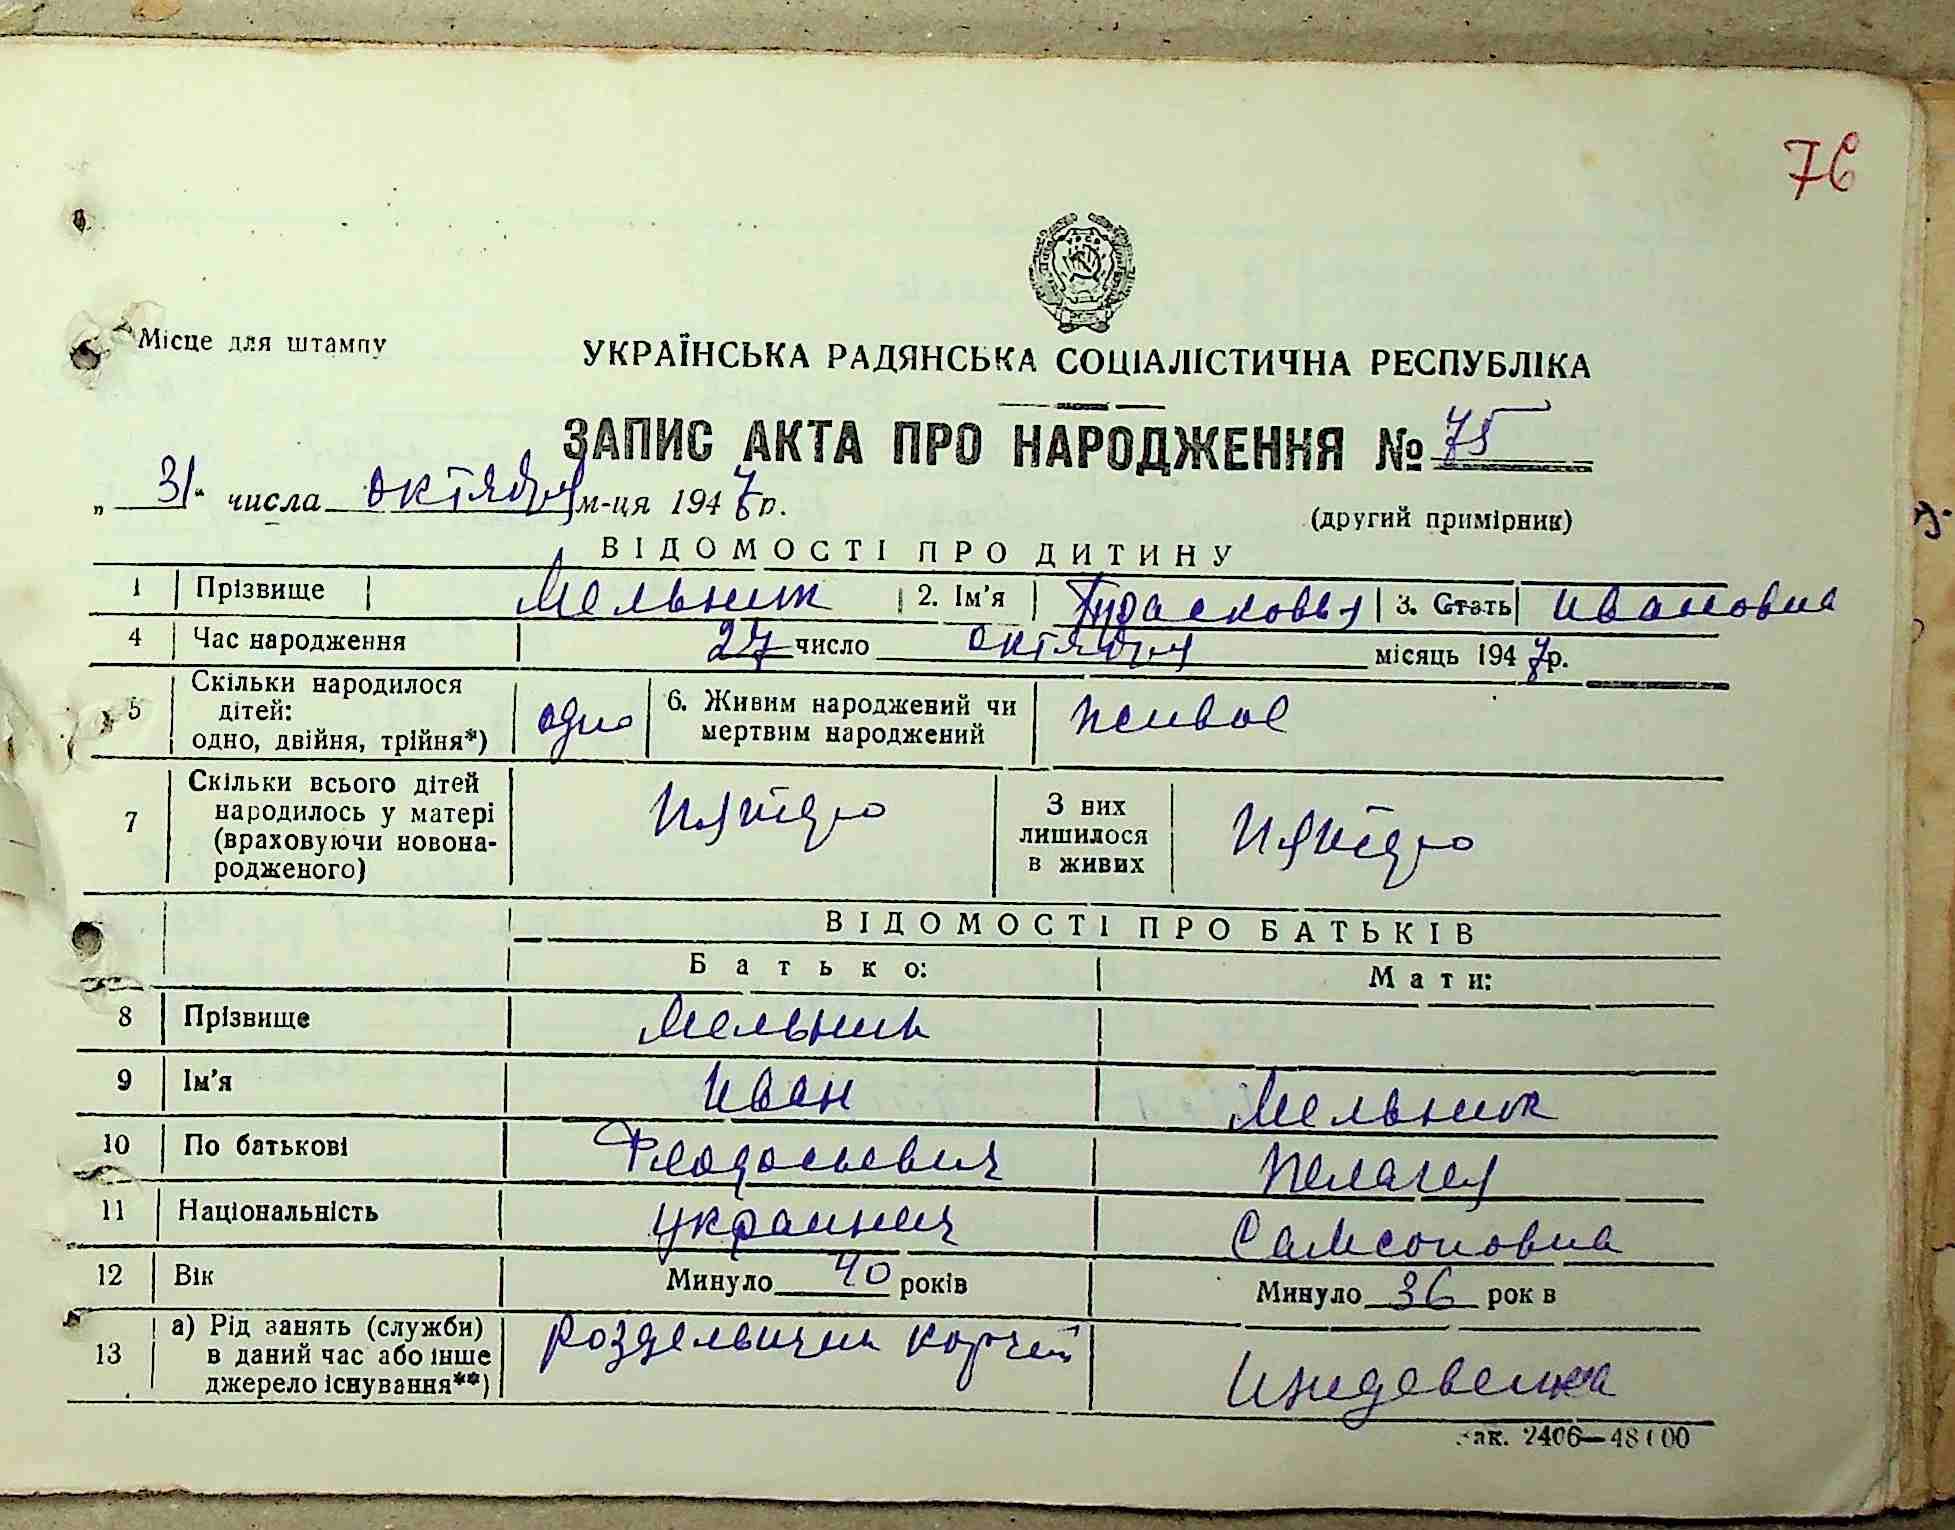 76
Місце для штампу
УКРАЇНСЬКА РАДЯНСЬКА СОЦІАЛІСТИЧНА РЕСПУБЛІКА
ЗАПИС АКТА ПРО НАРОДЖЕННЯ № 75
„ 31 " числа октября м-ця 1947 р.
(другий примірник)
ВІДОМОСТІ ПРО ДИТИНУ
1 Прізвище Мельник 2. Ім'я Прасковья 3. Стать Ивановна
4 Час народження 27 число октября місяць 1947 р.
5 Скільки народилося дітей: одно, двійня, трійня*) одно 6. Живим народжений чи мертвим народжений живое
7 Скільки всього дітей народилось у матері (враховуючи новонародженого) З них лишилося в живих
ВІДОМОСТІ ПРО БАТЬКІВ
Батько: Мати:
8 Прізвище Мельник
9 Ім'я Иван Мельник
10 По батькові Феодосьевич Пелагея
11 Національність украинец Самсоновна
12 Вік Минуло 40 років Минуло 36 рок в
13 а) Рід занять (служби) в даний час або інше джерело існування**) Иждевенка
Зак. 2406—48000